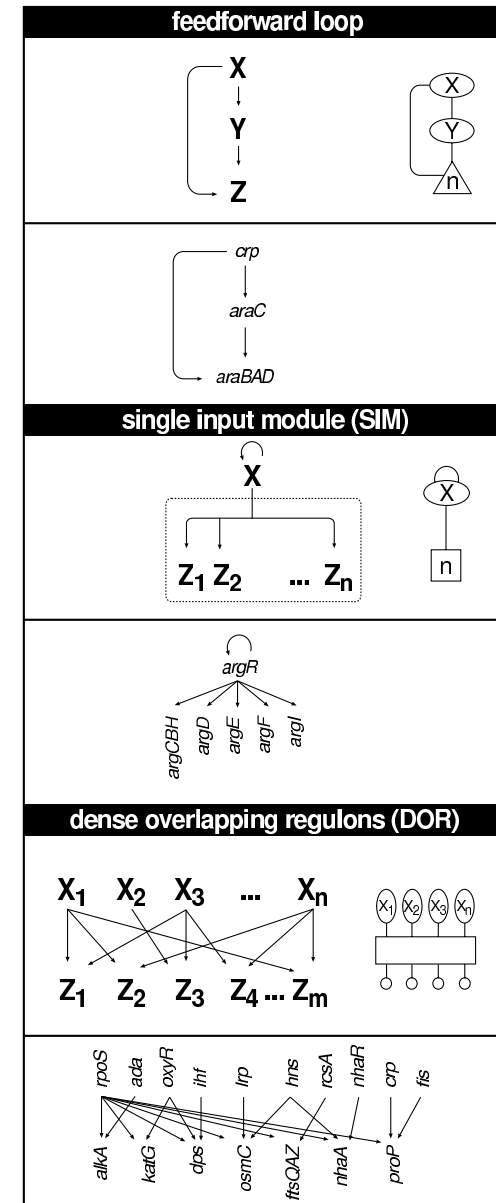 feedforward loop
X
X
Y
Y
Z
n
crp
araC
araBAD
single input module (SIM)
X
X
Z1 Z2 ... Zn
n
argR
argCBH argD argE argF argI
dense overlapping regulons (DOR)
X1 X2 X3 ... Xn
X1 X2 X3 Xn
Z1 Z2 Z3 Z4 ... Zm
rpoS ada oxyR ihf lrp hns rcsA nhaR crp fis
alkA katG dps osmC ftsQAZ nhaA proP